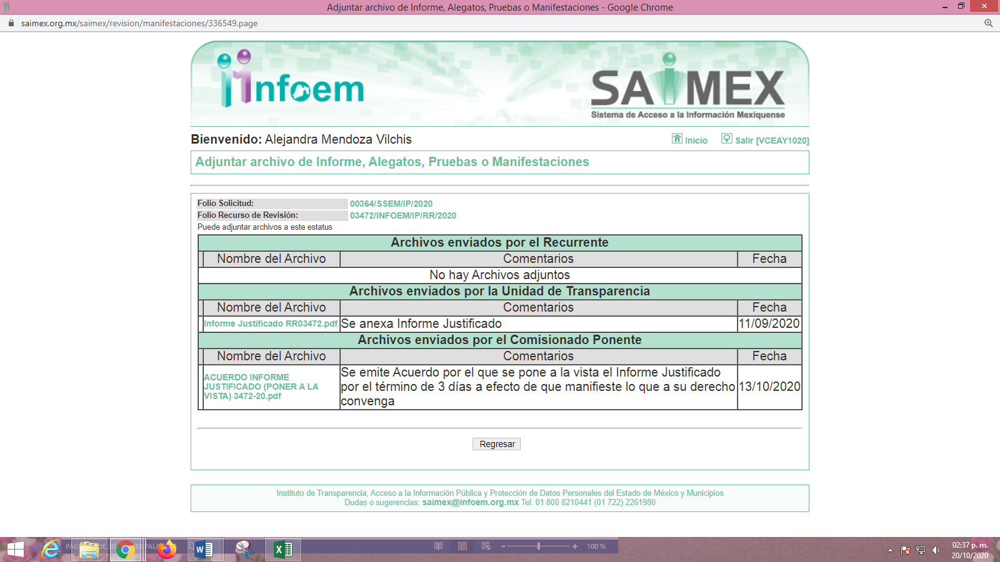 Adjuntar archivo de Informe, Alegatos, Pruebas o Manifestaciones - Google Chrome
saimex.org.mx/saimex/revision/manifestaciones/336549.page
infoem
SAIMEX
Sistema de Acceso a la Información Mexiquense
Bienvenido: Alejandra Mendoza Vilchis
Inicio Salir [VCEAY1020]
Adjuntar archivo de Informe, Alegatos, Pruebas o Manifestaciones
Folio Solicitud: 00364/SSEM/IP/2020
Folio Recurso de Revisión: 03472/INFOEM/IP/RR/2020
Puede adjuntar archivos a este estatus
Archivos enviados por el Recurrente
Nombre del Archivo Comentarios Fecha
No hay Archivos adjuntos
Archivos enviados por la Unidad de Transparencia
Nombre del Archivo Comentarios Fecha
Informe Justificado RR03472.pdf Se anexa Informe Justificado 11/09/2020
Archivos enviados por el Comisionado Ponente
Nombre del Archivo Comentarios Fecha
ACUERDO INFORME
JUSTIFICADO (PONER A LA
VISTA) 3472-20.pdf
Se emite Acuerdo por el que se pone a la vista el Informe Justificado
por el término de 3 días a efecto de que manifieste lo que a su derecho
convenga
13/10/2020
Regresar
Instituto de Transparencia, Acceso a la Información Pública y Protección de Datos Personales del Estado de México y Municipios
Dudas o sugerencias: saimex@infoem.org.mx Tel. 01 800 8210441 (01 722) 2261980
100 %
02:37 p. m.
20/10/2020